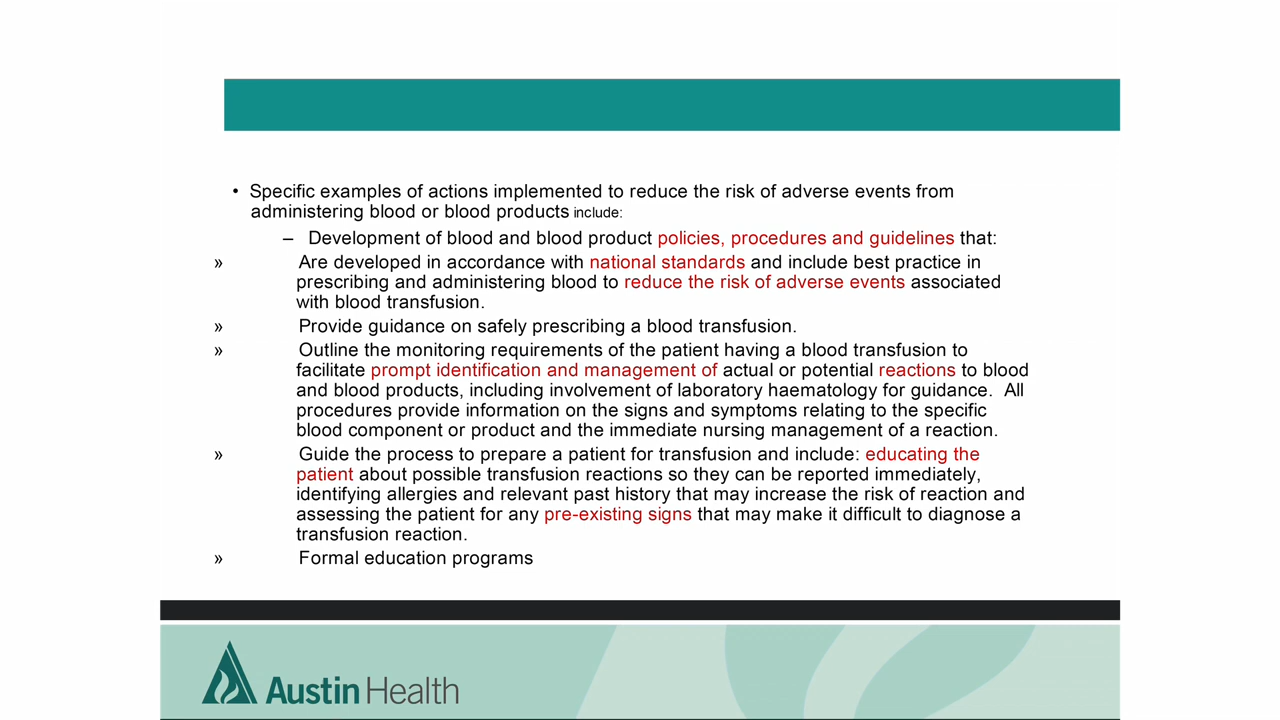 • Specific examples of actions implemented to reduce the risk of adverse events from
administering blood or blood products include:
– Development of blood and blood product policies, procedures and guidelines that:
» Are developed in accordance with national standards and include best practice in
prescribing and administering blood to reduce the risk of adverse events associated
with blood transfusion.
» Provide guidance on safely prescribing a blood transfusion.
» Outline the monitoring requirements of the patient having a blood transfusion to
facilitate prompt identification and management of actual or potential reactions to blood
and blood products, including involvement of laboratory haematology for guidance. All
procedures provide information on the signs and symptoms relating to the specific
blood component or product and the immediate nursing management of a reaction.
» Guide the process to prepare a patient for transfusion and include: educating the
patient about possible transfusion reactions so they can be reported immediately,
identifying allergies and relevant past history that may increase the risk of reaction and
assessing the patient for any pre-existing signs that may make it difficult to diagnose a
transfusion reaction.
» Formal education programs
Austin Health